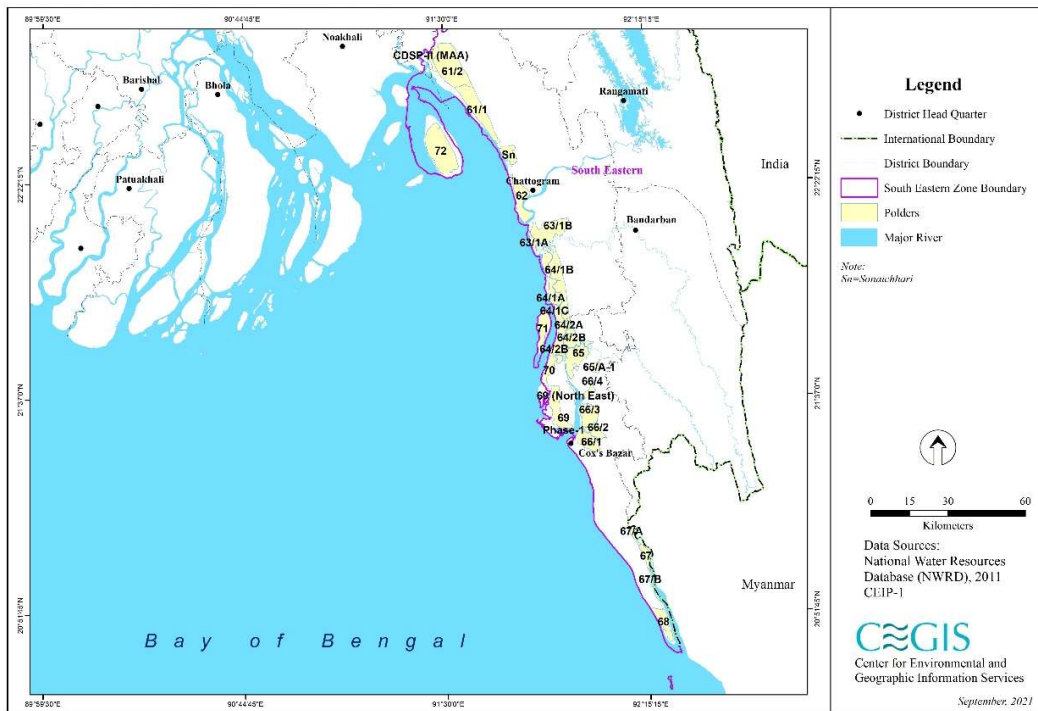 89°59'30"E
90°44'45"E
91°30'0"E
92°15'15"E
Noakhali
CDSP-II (MAA)
61/2
Barishal
Bhola
Rangamati
61/1
72
Sn
India
22°22'15"N
22°22'15"N
South Eastern
Patuakhali
Chattogram
62
Bandarban
63/1B
63/1A
64/1B
64/1A
64/1C
71
64/2A
64/2B
64/2B
65
70
65/A-1
66/4
21°37'0"N
21°37'0"N
69 (North East)
66/3
69
66/2
Phase-1
66/1
Cox's Bazar
67/A
67
67/B
Myanmar
20°51'45"N
20°51'45"N
68
Bay of Bengal
89°59'30"E
90°44'45"E
91°30'0"E
92°15'15"E
Legend
District Head Quarter
International Boundary
District Boundary
South Eastern Zone Boundary
Polders
Major River
Note:
Sn=Sonaichhari
0 15 30 60
Kilometers
Data Sources:
National Water Resources
Database (NWRD), 2011
CEIP-1
CEGIS
Center for Environmental and
Geographic Information Services
September, 2021